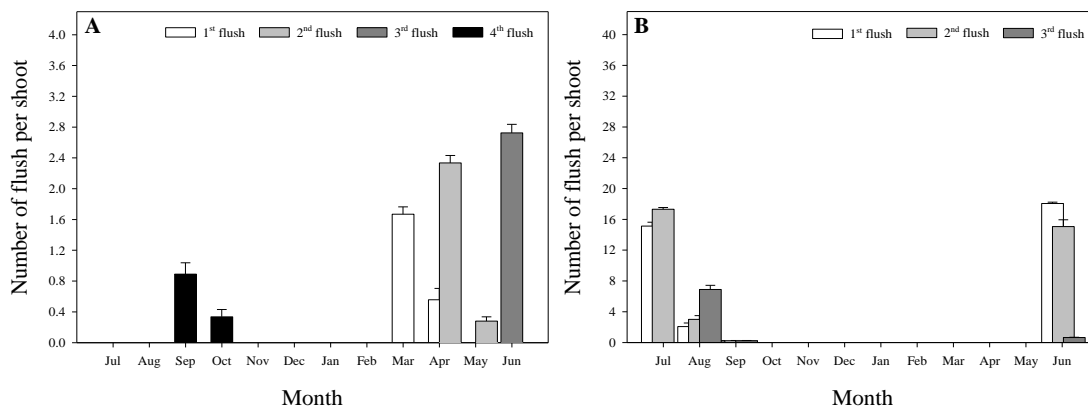 A
1st flush 2nd flush 3rd flush 4th flush
Number of flush per shoot
4.0
3.6
3.2
2.8
2.4
2.0
1.6
1.2
0.8
0.4
0.0
Jul Aug Sep Oct Nov Dec Jan Feb Mar Apr May Jun
Month
B
1st flush 2nd flush 3rd flush
Number of flush per shoot
40
36
32
28
24
20
16
12
8
4
0
Jul Aug Sep Oct Nov Dec Jan Feb Mar Apr May Jun
Month